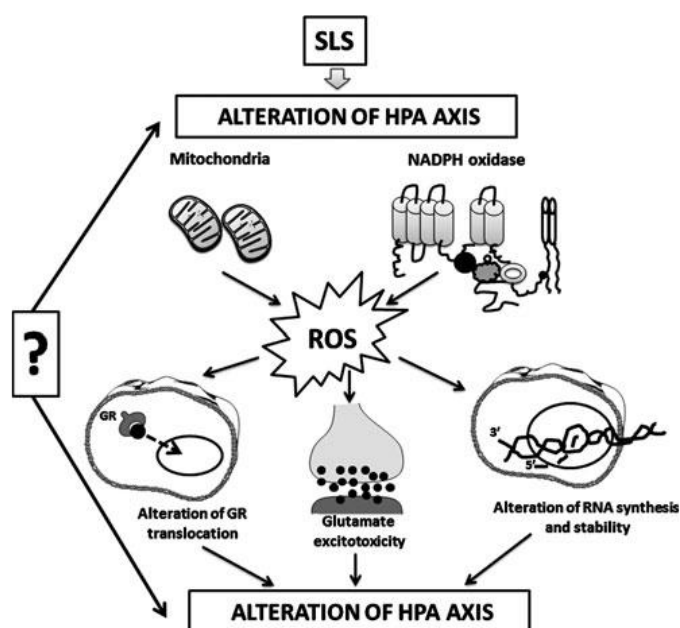 SLS
ALTERATION OF HPA AXIS
Mitochondria
NADPH oxidase
?
ROS
GR
3'
5'
Alteration of GR
translocation
Glutamate
excitotoxicity
Alteration of RNA synthesis
and stability
ALTERATION OF HPA AXIS